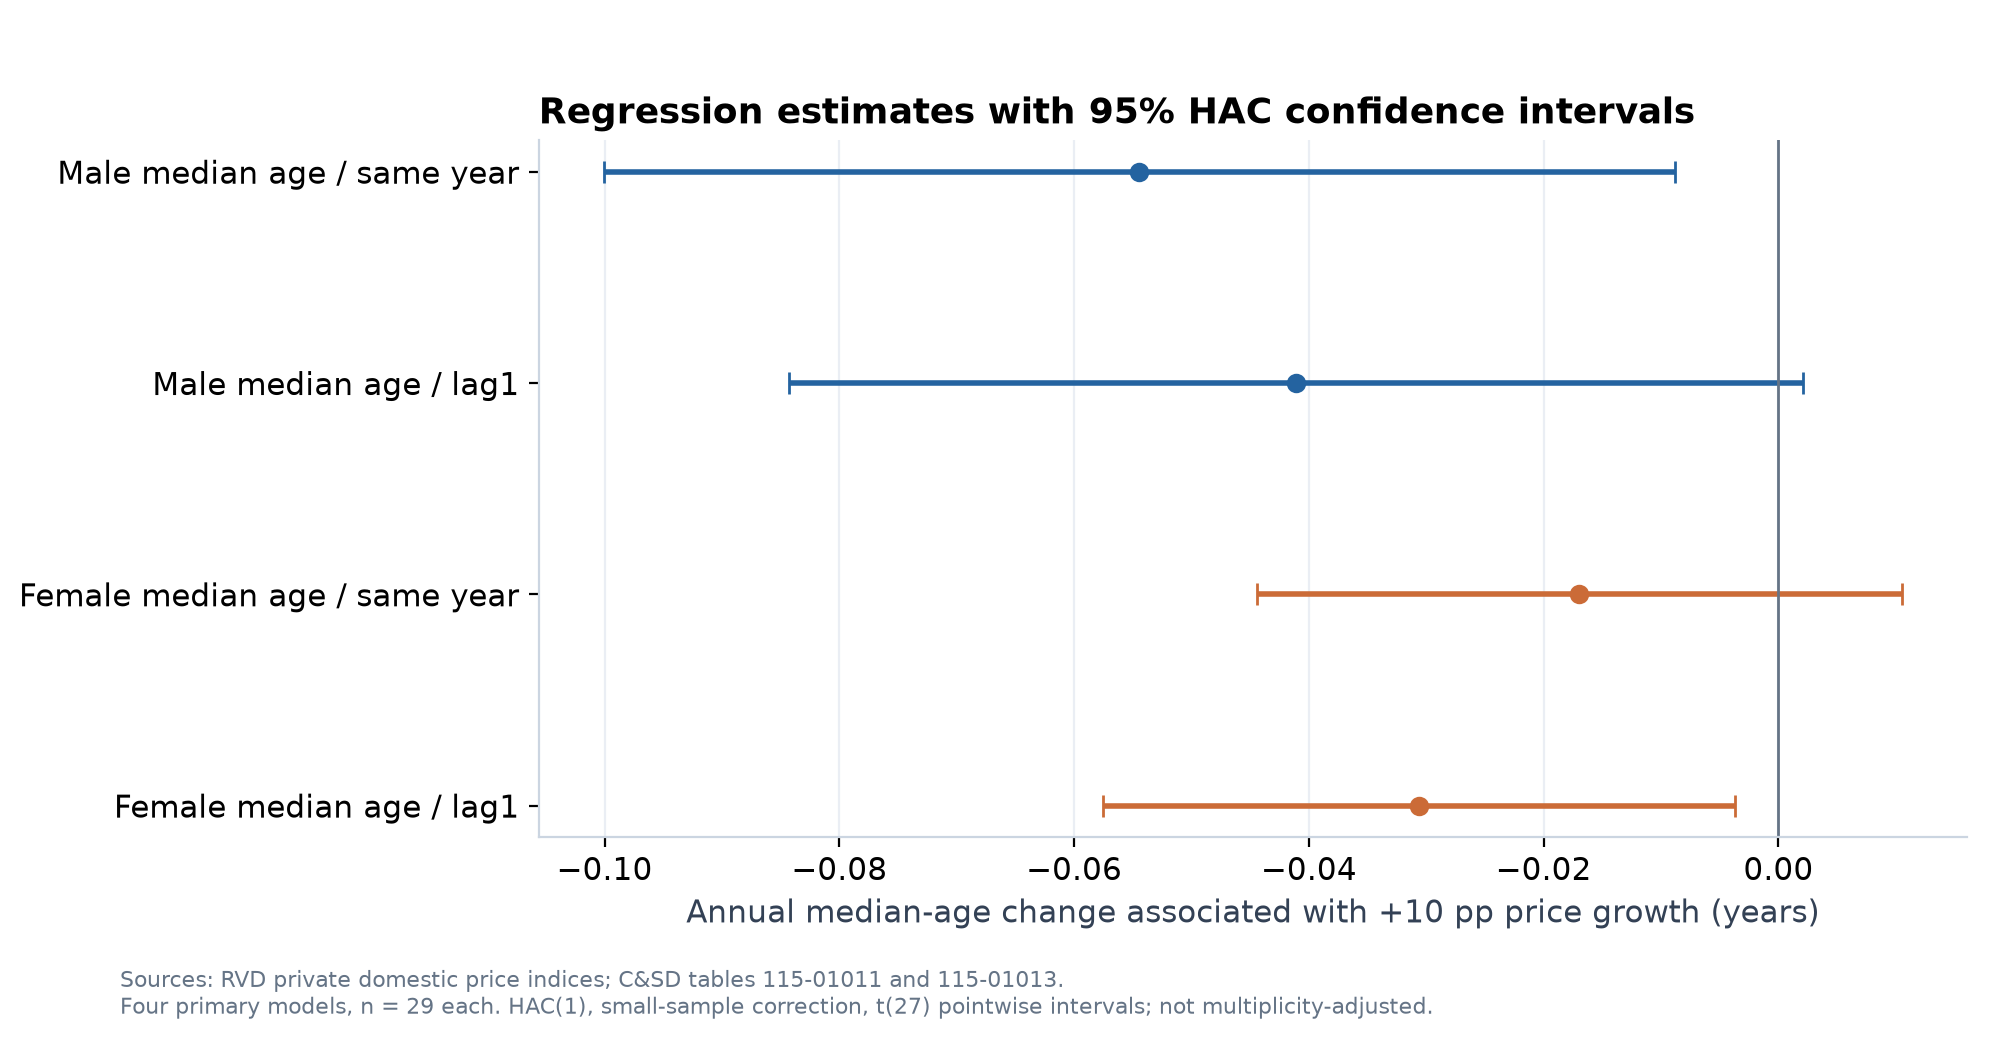 Regression estimates with 95% HAC confidence intervals
Male median age / same year
Male median age / lag1
Female median age / same year
Female median age / lag1
−0.10 −0.08 −0.06 −0.04 −0.02 0.00
Annual median-age change associated with +10 pp price growth (years)
Sources: RVD private domestic price indices; C&SD tables 115-01011 and 115-01013.
Four primary models, n = 29 each. HAC(1), small-sample correction, t(27) pointwise intervals; not multiplicity-adjusted.